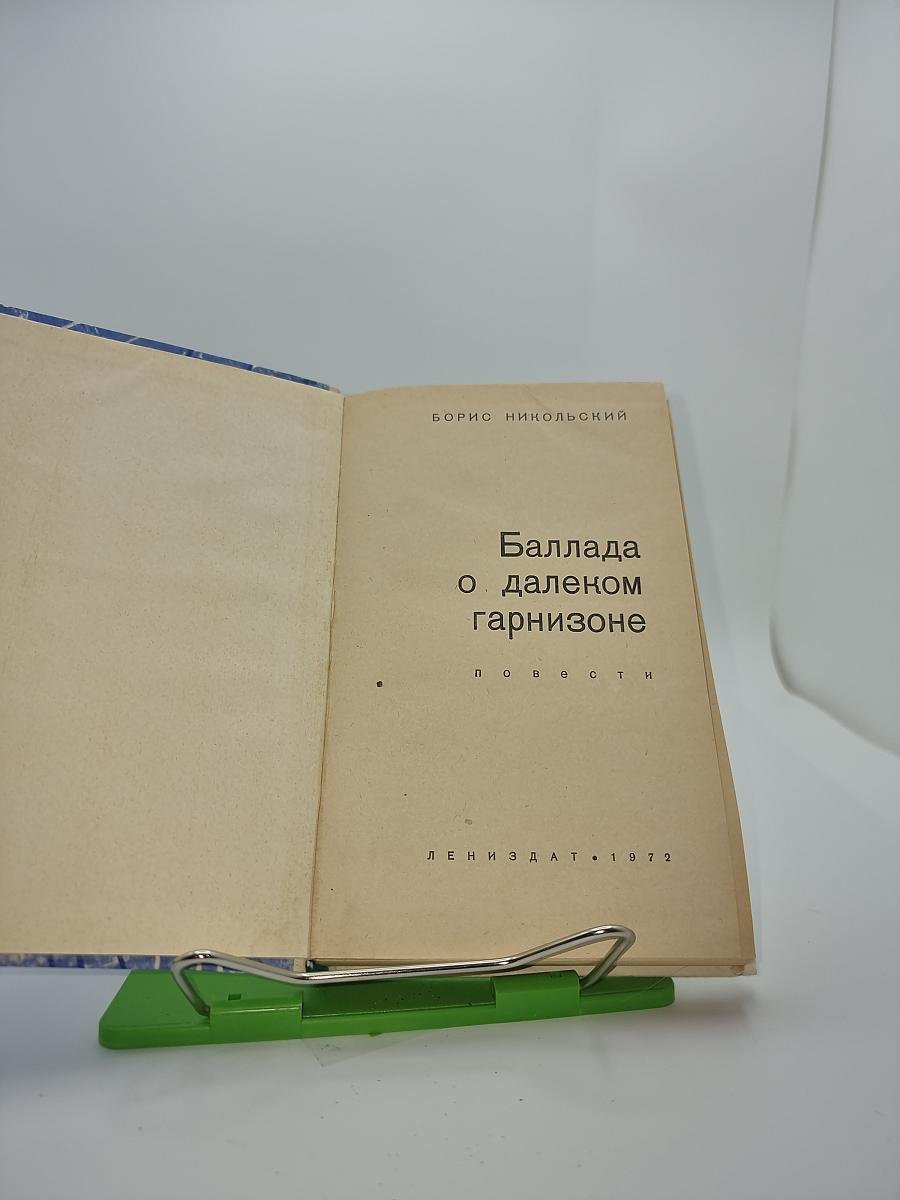 БОРИС НИКОЛЬСКИЙ
Баллада
о далеком
гарнизоне
повести
ЛЕНИЗДАТ • 1972